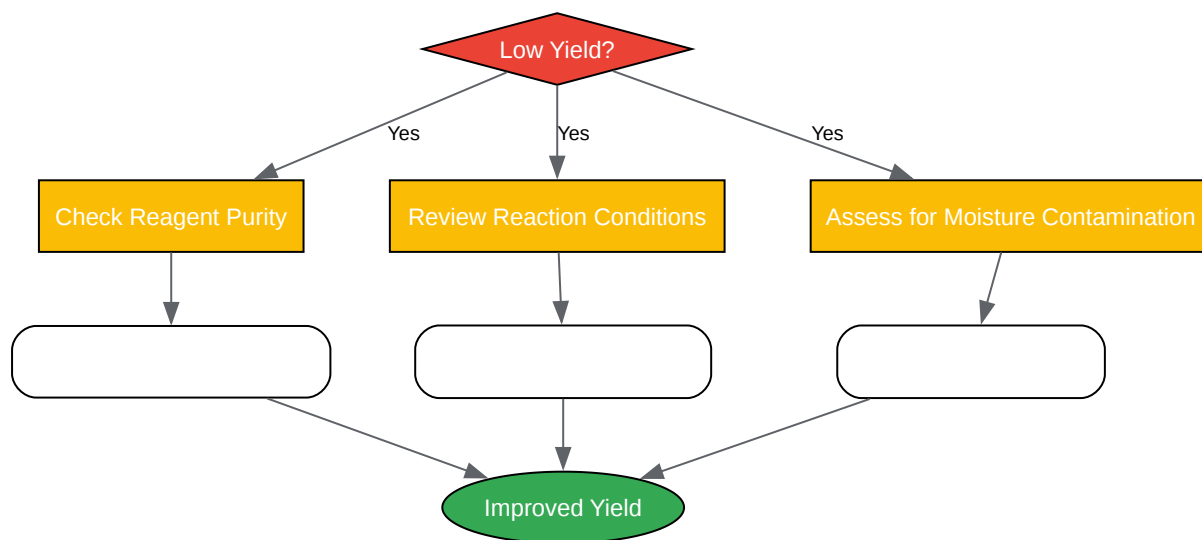 Low Yield?
Yes
Yes
Yes
Check Reagent Purity
Review Reaction Conditions
Assess for Moisture Contamination
Improved Yield